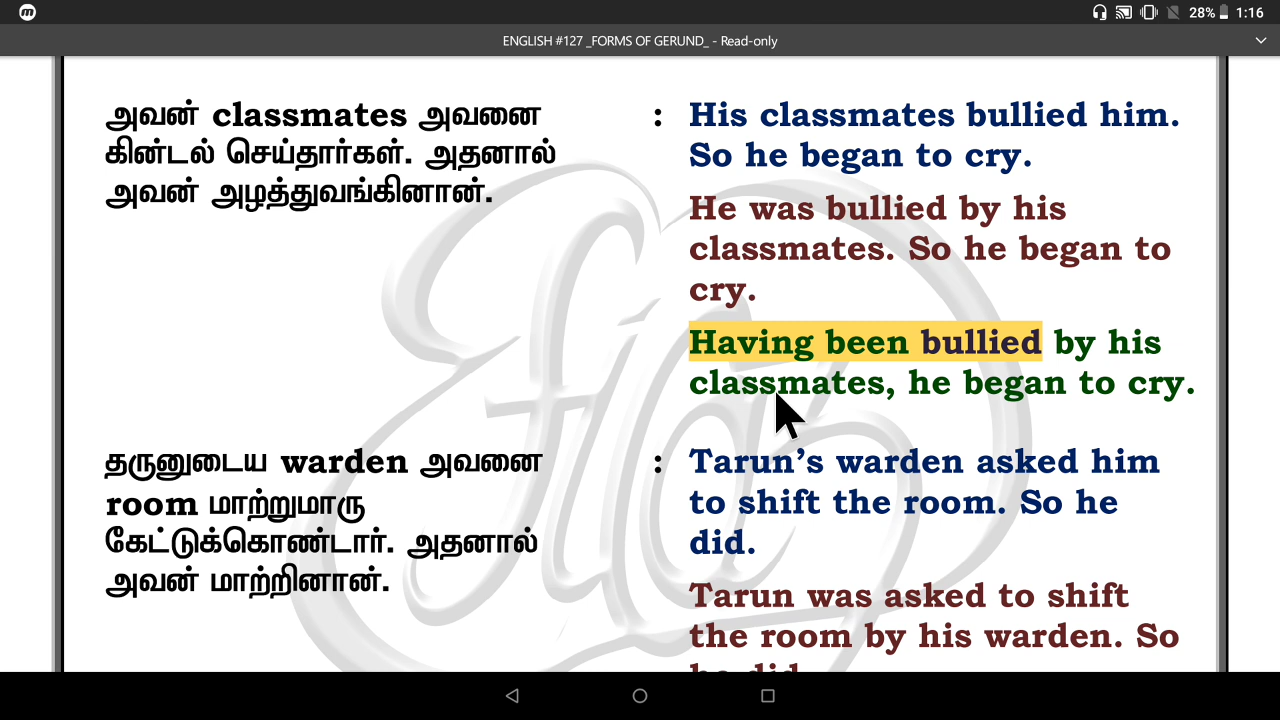 28% 1:16
ENGLISH #127 _FORMS OF GERUND_ - Read-only
அவன் classmates அவனை
கின்டல் செய்தார்கள். அதனால்
அவன் அழத்துவங்கினான்.
: His classmates bullied him.
So he began to cry.
He was bullied by his
classmates. So he began to
cry.
Having been bullied by his
classmates, he began to cry.
தருனுடைய warden அவனை
room மாற்றுமாரு
கேட்டுக்கொண்டார். அதனால்
அவன் மாற்றினான்.
: Tarun’s warden asked him
to shift the room. So he
did.
Tarun was asked to shift
the room by his warden. So
he did